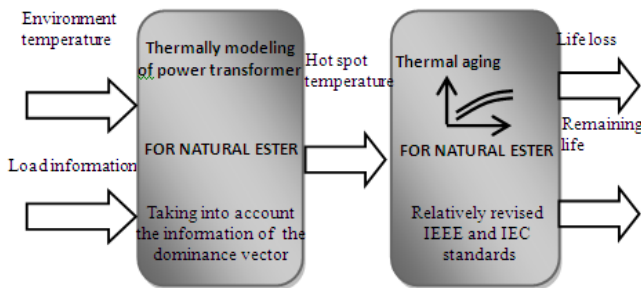 Environment
temperature
Load information
Thermally modeling
of power transformer
FOR NATURAL ESTER
Taking into account
the information of the
dominance vector
Hot spot
temperature
Thermal aging
FOR NATURAL ESTER
Relatively revised
IEEE and IEC
standards
Life loss
Remaining
life